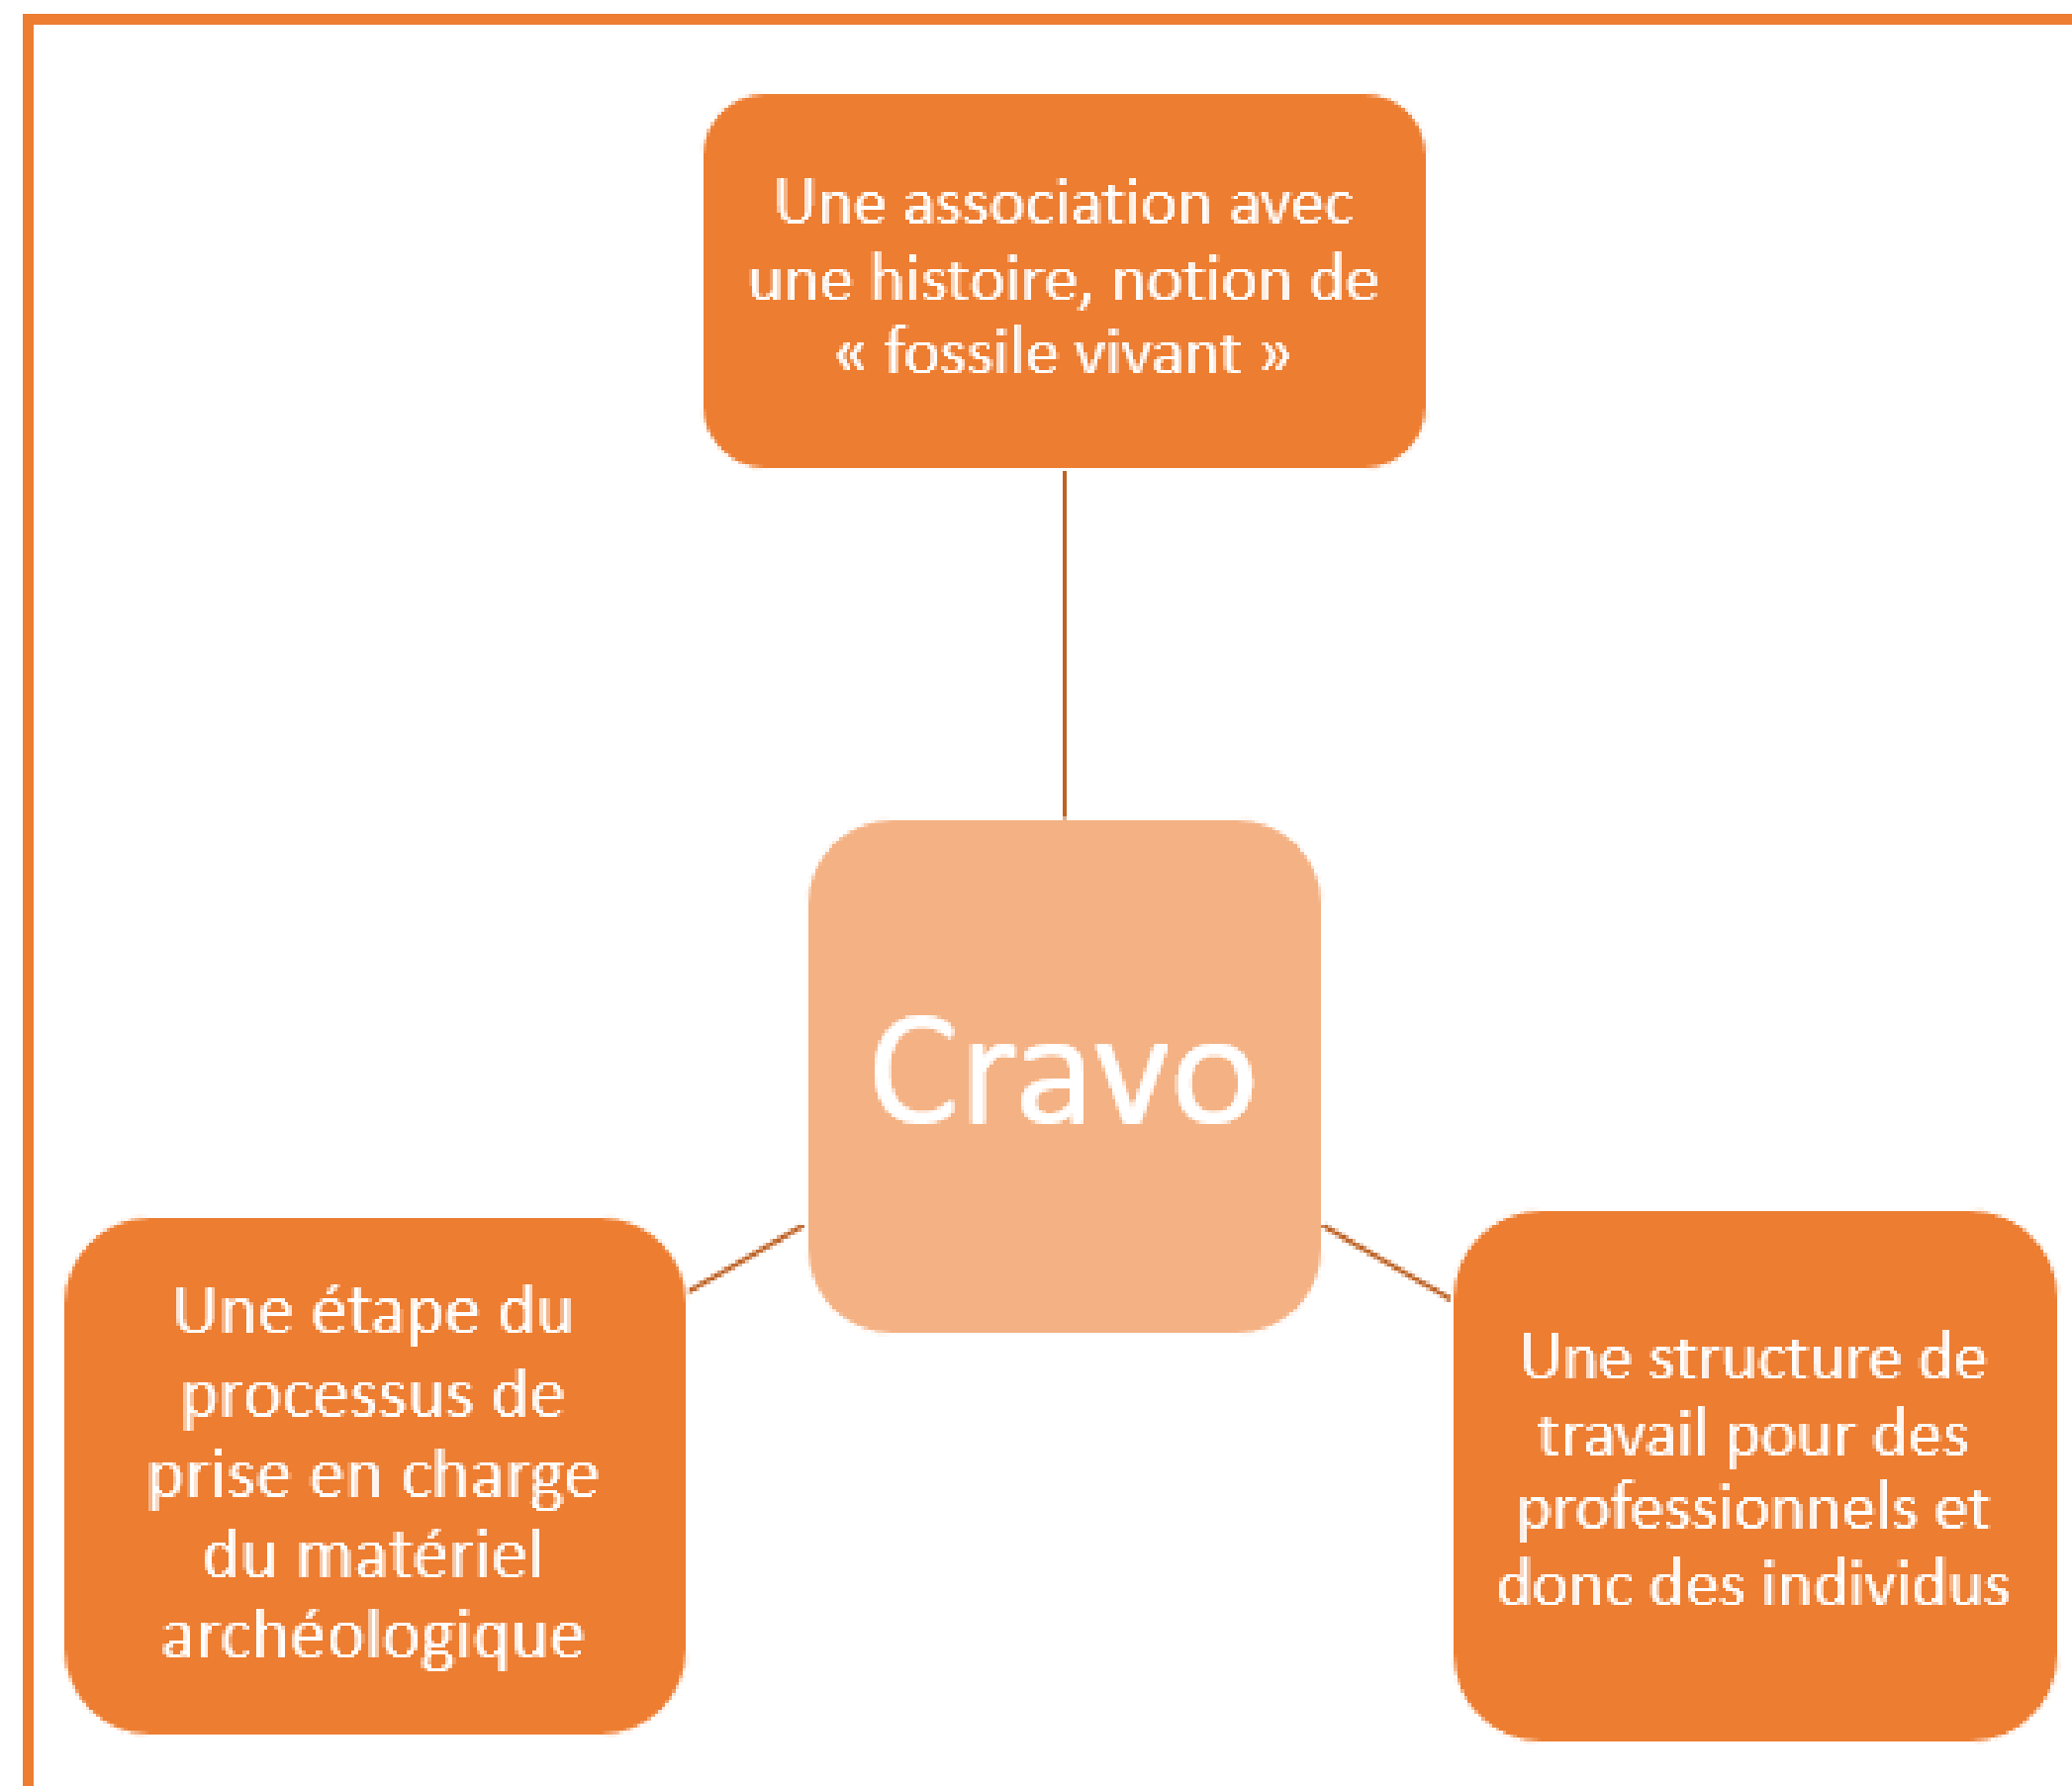 Une association avec
une histoire, notion de
« fossile vivant »
Cravo
Une étape du
processus de
prise en charge
du matériel
archéologique
Une structure de
travail pour des
professionnels et
donc des individus